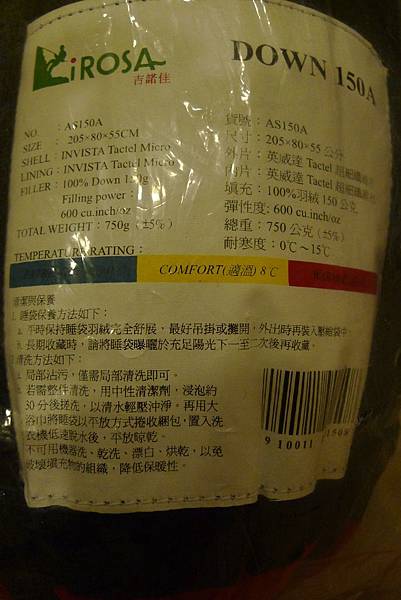 LiROSA
吉諾佳
DOWN 150A
NO. : AS150A
SIZE : 205×80×55CM
SHELL : INVISTA Tactel Micro
LINING : INVISTA Tactel Micro
FILLER : 100% Down 150g
Filling power :
600 cu.inch/oz
TOTAL WEIGHT : 750g (±5%)
TEMPERATURE RATING :
貨號 : AS150A
尺寸 : 205×80×55 公分
外片 : 英威達 Tactel 超細纖
內片 : 英威達 Tactel 超細纖
填充 : 100%羽絨 150 公克
彈性度: 600 cu.inch/oz
總重 : 750 公克 (±5%)
耐寒度 : 0℃~15℃
COMFORT(適溫) 8℃
清潔與保養
1. 睡袋保養方法如下：
a. 平時保持睡袋羽絨完全舒展，最好吊掛或攤開，外出時再裝入壓縮袋中。
b. 長期收藏時，請將睡袋曝曬於充足陽光下一至二次後再收藏。
2. 清洗方法如下：
a. 局部沾污，僅需局部清洗即可。
若需整件清洗，用中性清潔劑，浸泡約
30 分後搓洗，以清水輕壓沖淨。再用大
浴巾將睡袋以平放方式捲收綑包，置入洗
衣機低速脫水後，平放晾乾。
不可用機器洗、乾洗、漂白、烘乾，以免
破壞填充物的組織，降低保暖性。
9 10011